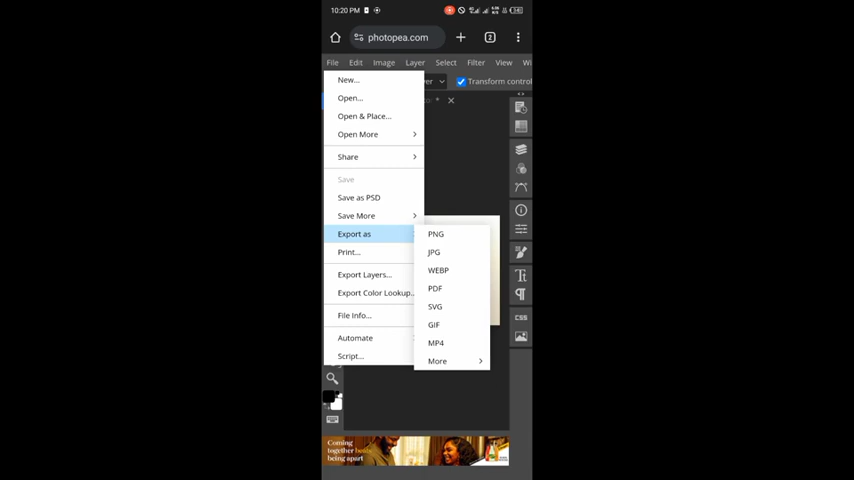 10:20 PM
photopea.com
2
File Edit Image Layer Select Filter View Wi
New...
Open...
Open & Place...
Open More
Share
Save
Save as PSD
Save More
Export as
Print...
Export Layers...
Export Color Lookup..
File Info...
Automate
Script...
Transform control
PNG
JPG
WEBP
PDF
SVG
GIF
MP4
More
CSS
Coming
together
being apart